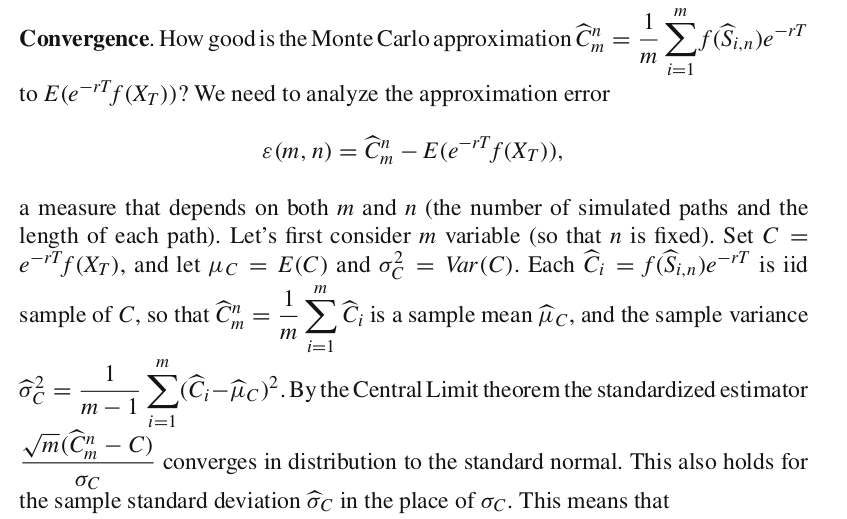 Convergence. How good is the Monte Carlo approximation $\widehat{C}_m^n = \frac{1}{m} \sum_{i=1}^{m} f(\widehat{S}_{i,n})e^{-rT}$
to $E(e^{-rT}f(X_T))$? We need to analyze the approximation error
$\varepsilon(m, n) = \widehat{C}_m^n - E(e^{-rT}f(X_T)),$
a measure that depends on both $m$ and $n$ (the number of simulated paths and the
length of each path). Let's first consider $m$ variable (so that $n$ is fixed). Set $C =$
$e^{-rT}f(X_T)$, and let $\mu_C = E(C)$ and $\sigma_C^2 = Var(C)$. Each $\widehat{C}_i = f(\widehat{S}_{i,n})e^{-rT}$ is iid
sample of $C$, so that $\widehat{C}_m^n = \frac{1}{m} \sum_{i=1}^{m} \widehat{C}_i$ is a sample mean $\widehat{\mu}_C$, and the sample variance
$\widehat{\sigma}_C^2 = \frac{1}{m-1} \sum_{i=1}^{m} (\widehat{C}_i - \widehat{\mu}_C)^2$. By the Central Limit theorem the standardized estimator
$\frac{\sqrt{m}(\widehat{C}_m^n - C)}{\sigma_C}$ converges in distribution to the standard normal. This also holds for
the sample standard deviation $\widehat{\sigma}_C$ in the place of $\sigma_C$. This means that